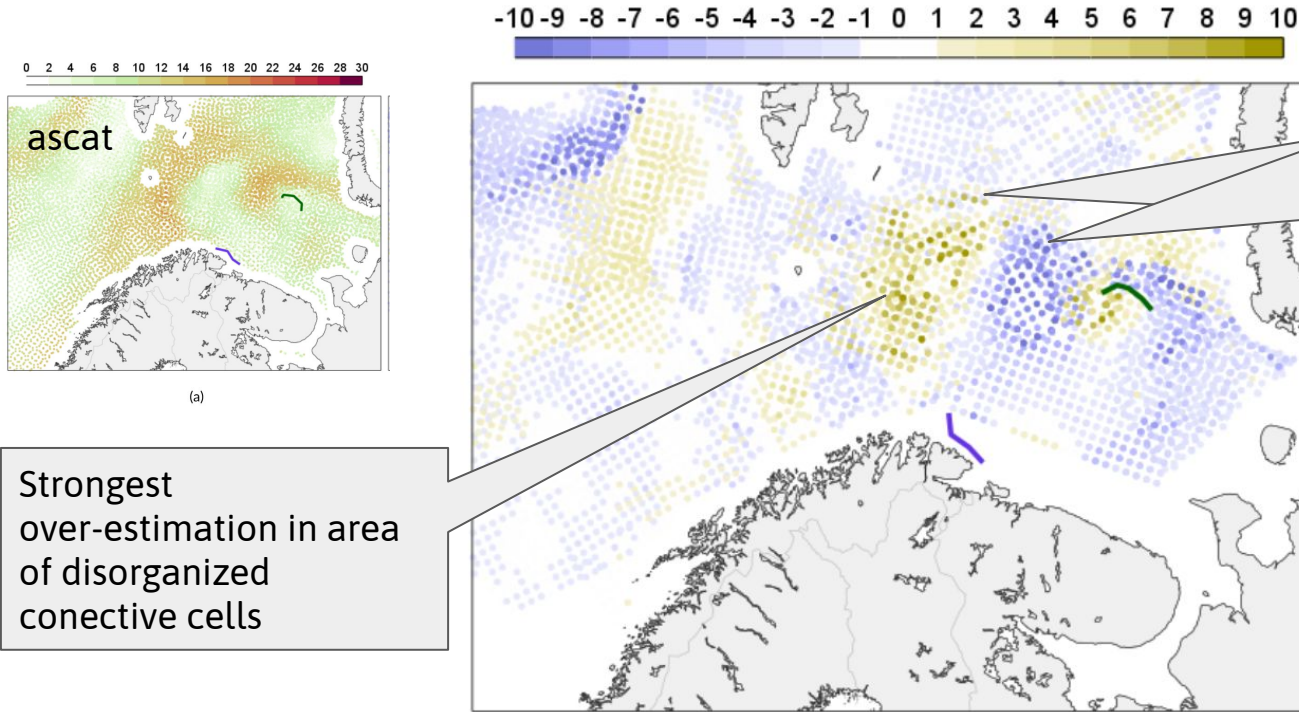 -10 -9 -8 -7 -6 -5 -4 -3 -2 -1 0 1 2 3 4 5 6 7 8 9 10
0 2 4 6 8 10 12 14 16 18 20 22 24 26 28 30
ascat
(a)
Strongest
over-estimation in area
of disorganized
conective cells